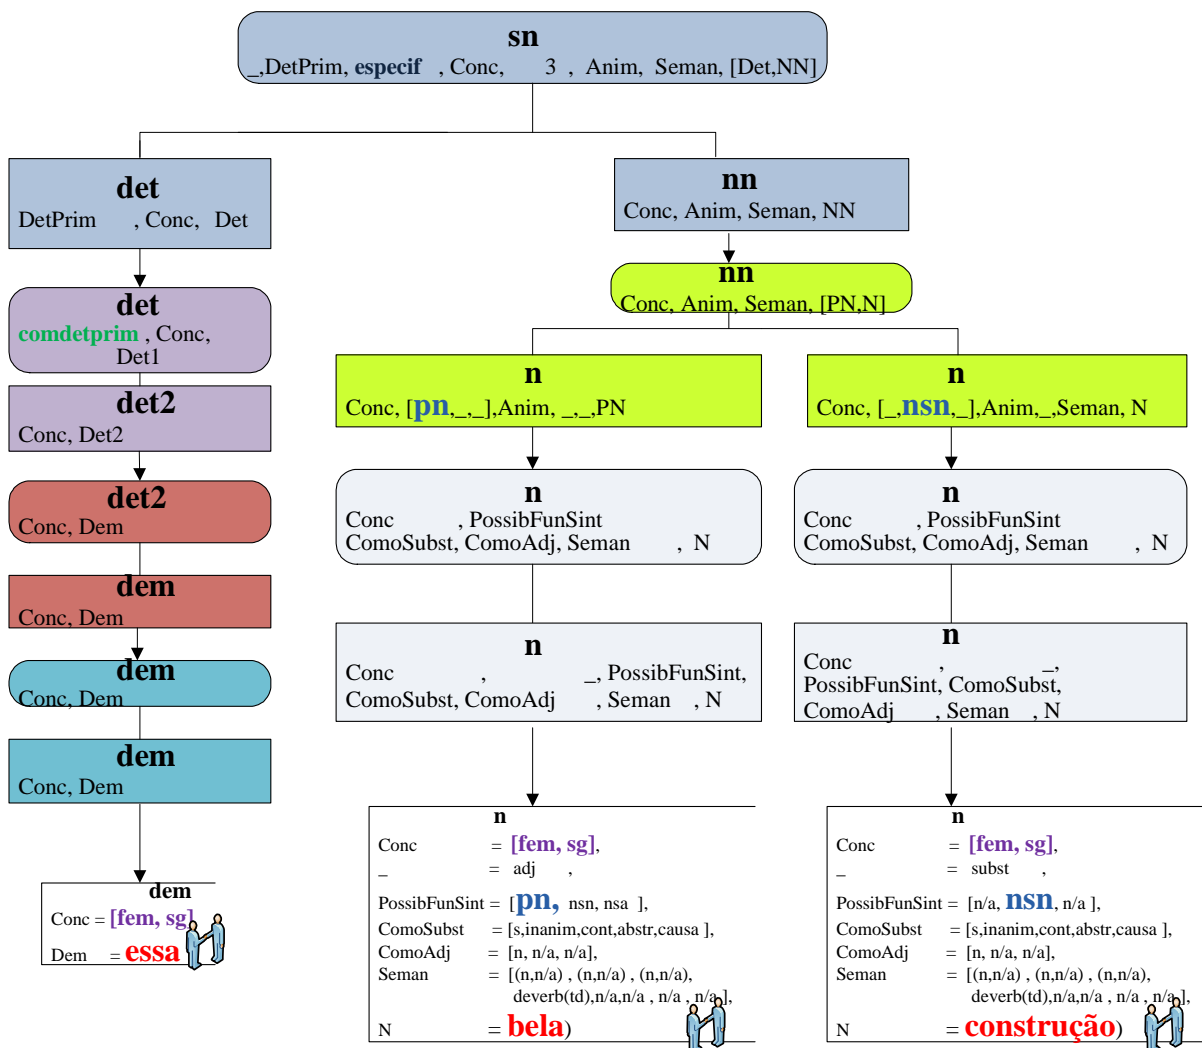 sn
_,DetPrim, especif , Conc, 3 , Anim, Seman, [Det,NN]
det
DetPrim , Conc, Det
det
comdetprim , Conc,
Det1
det2
Conc, Det2
det2
Conc, Dem
dem
Conc, Dem
dem
Conc, Dem
dem
Conc, Dem
dem
Conc = [fem, sg]
Dem = essa
nn
Conc, Anim, Seman, NN
nn
Conc, Anim, Seman, [PN,N]
n
Conc, [pn,_,_],Anim, _,_,PN
n
Conc , PossibFunSint
ComoSubst, ComoAdj, Seman , N
n
Conc , _, PossibFunSint,
ComoSubst, ComoAdj , Seman , N
n
Conc = [fem, sg],
_ = adj ,
PossibFunSint = [pn, nsn, nsa ],
ComoSubst = [s,inanim,cont,abstr,causa ],
ComoAdj = [n, n/a, n/a],
Seman = [(n,n/a) , (n,n/a) , (n,n/a),
deverb(td),n/a,n/a , n/a , n/a ],
N = bela)
n
Conc, [_,nsn,_],Anim,_,Seman, N
n
Conc , PossibFunSint
ComoSubst, ComoAdj, Seman , N
n
Conc , _,
PossibFunSint, ComoSubst,
ComoAdj , Seman , N
n
Conc = [fem, sg],
_ = subst ,
PossibFunSint = [n/a, nsn, n/a ],
ComoSubst = [s,inanim,cont,abstr,causa ],
ComoAdj = [n, n/a, n/a],
Seman = [(n,n/a) , (n,n/a) , (n,n/a),
deverb(td),n/a,n/a , n/a , n/a ],
N = construção)